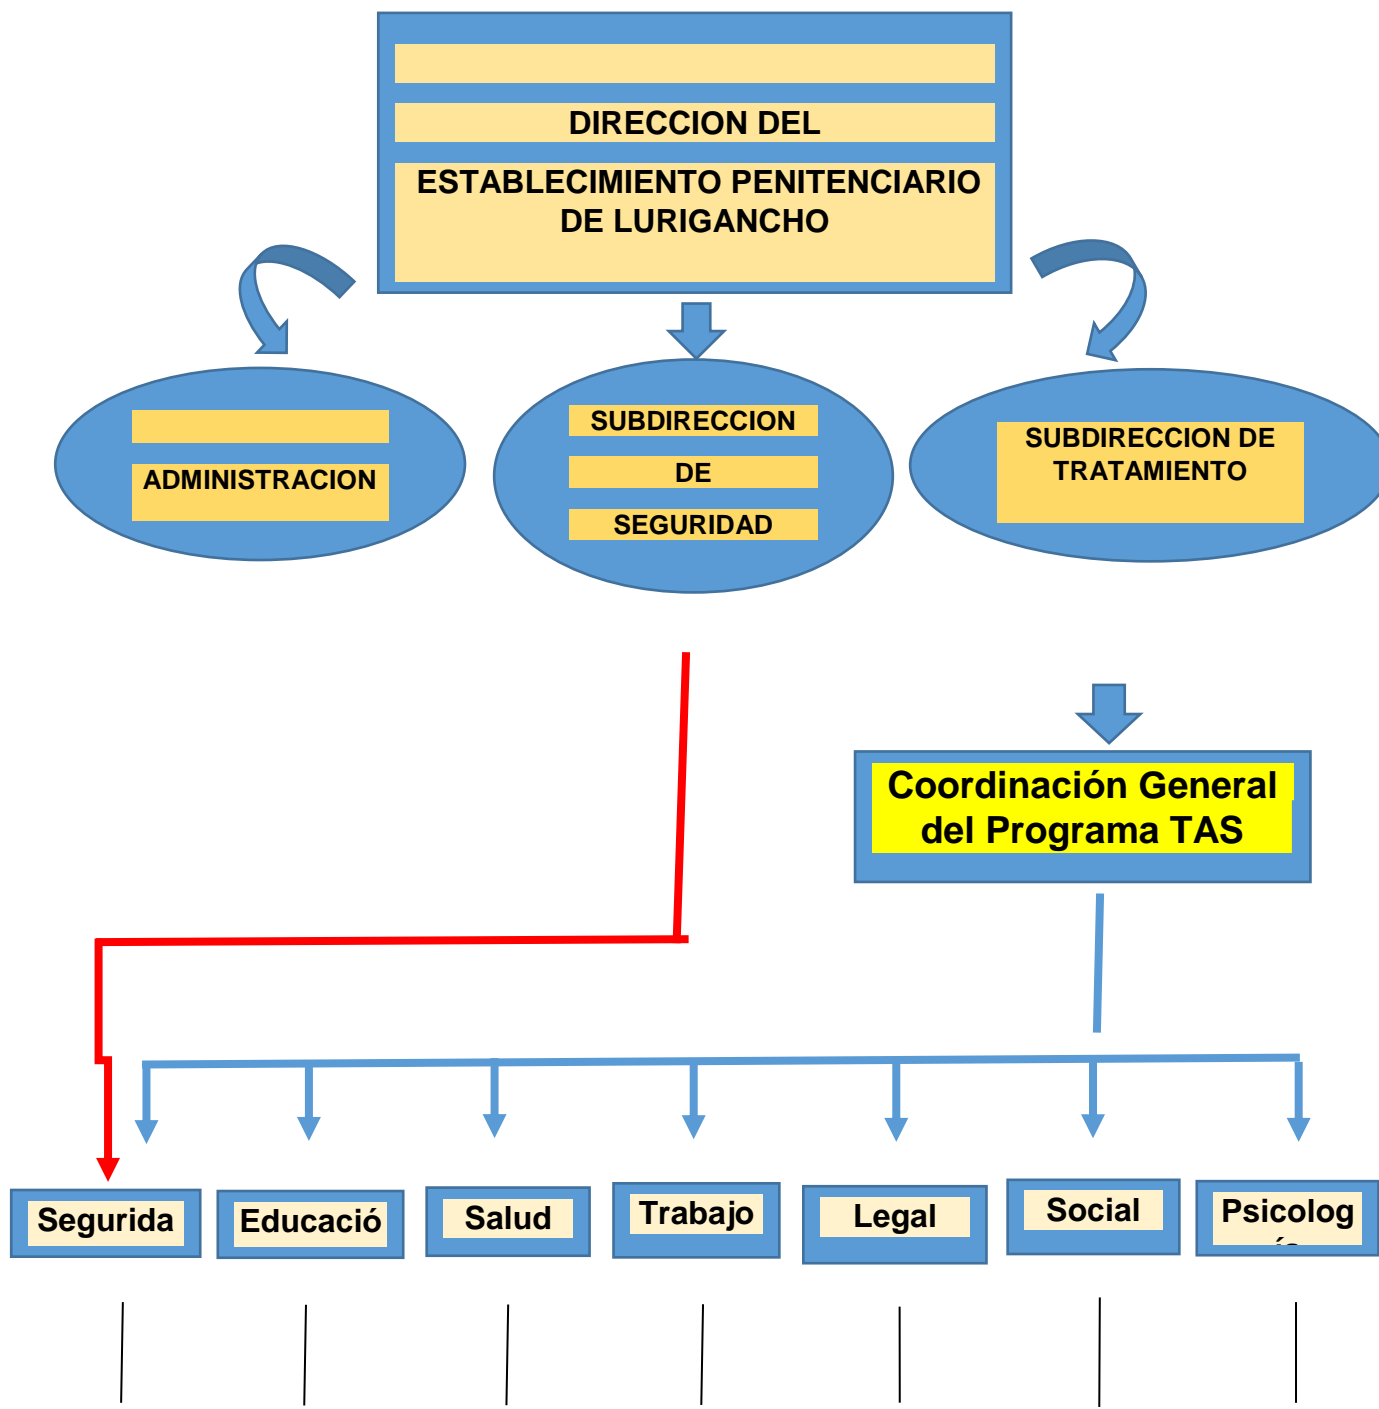 DIRECCION DEL
ESTABLECIMIENTO PENITENCIARIO
DE LURIGANCHO
ADMINISTRACION
SUBDIRECCION
DE
SEGURIDAD
SUBDIRECCION DE
TRATAMIENTO
Coordinación General
del Programa TAS
Segurida
Educació
Salud
Trabajo
Legal
Social
Psicolog